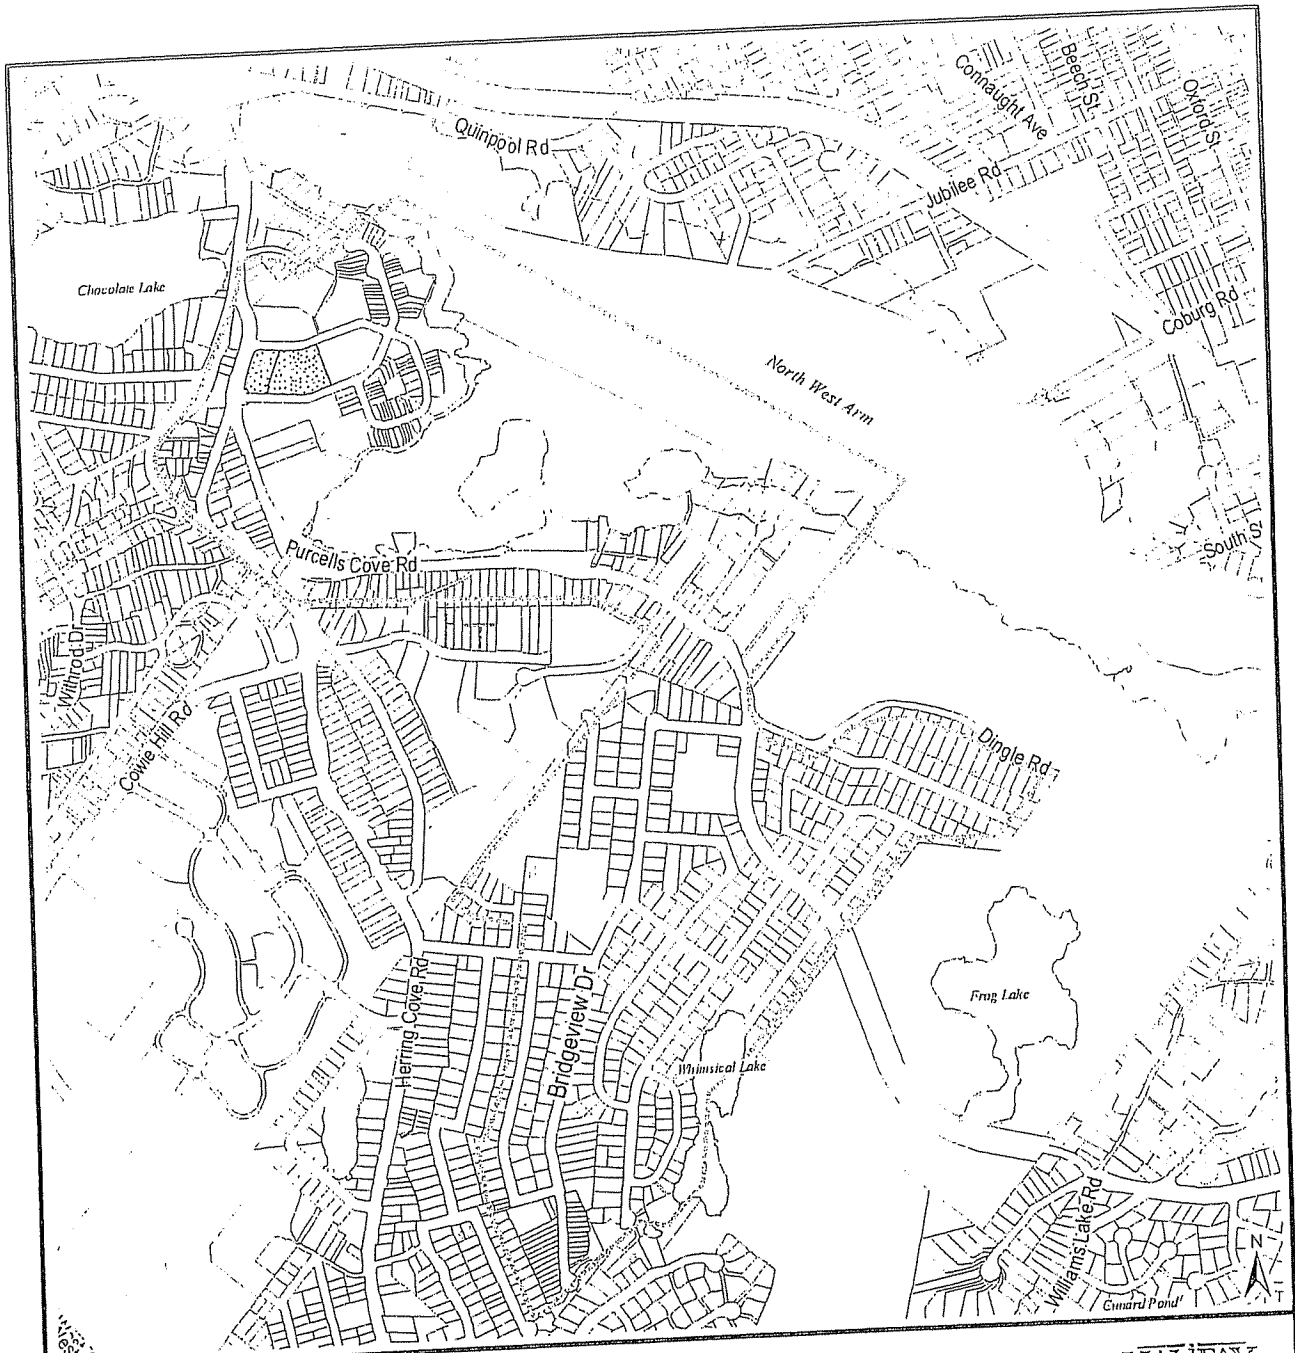 Connaught Ave
Beech St
Oxford St
Quinpool Rd
Jubilee Rd
Chocolate Lake
Coburg Rd
North West Arm
South S
Purcells Cove Rd
Withrod Dr
Cowie Hill Rd
Dingle Rd
Frog Lake
Herring Cove Rd
Bridgeview Dr
Whimsical Lake
Williams Lake Rd
N
Cunard Pond